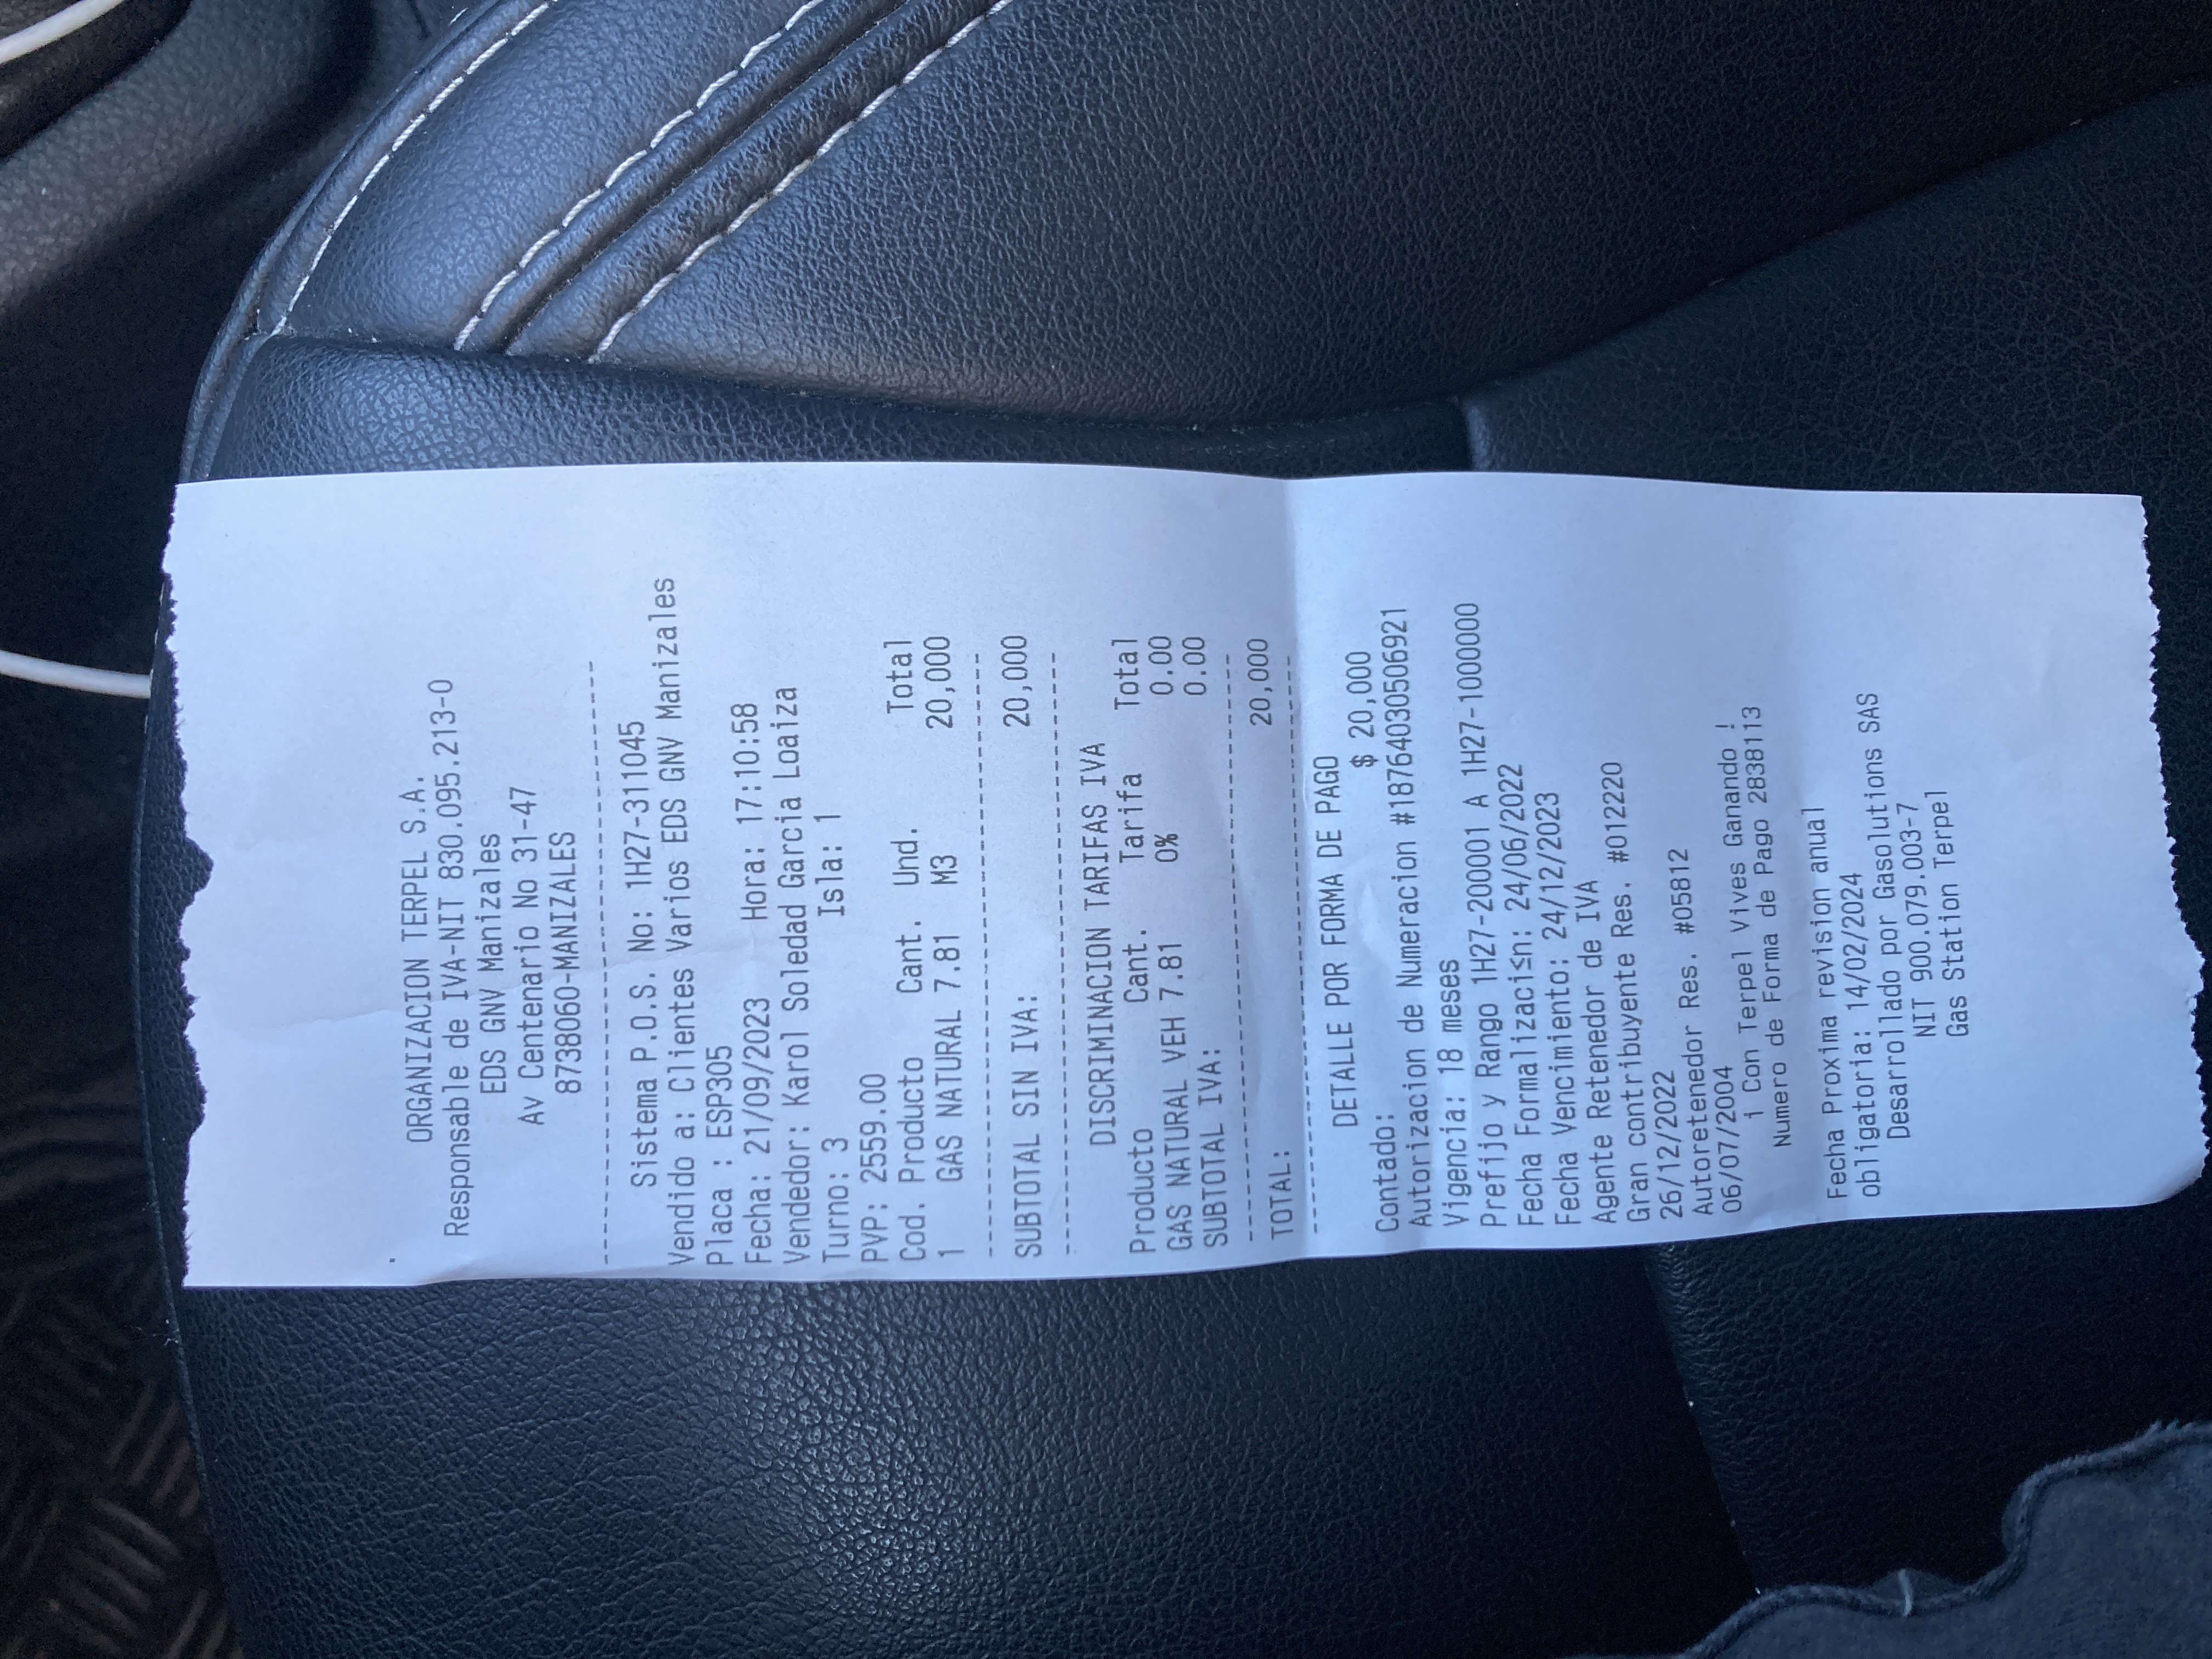 ORGANIZACION TERPEL S.A.
Responsable de IVA-NIT 830.095.213-0
EDS GNV Manizales
Av Centenario No 31-47
8738060-MANIZALES
Sistema P.O.S. No: 1H27-311045
Vendido a: Clientes Varios EDS GNV Manizales
Placa : ESP305
Fecha: 21/09/2023 Hora: 17:10:58
Vendedor: Karol Soledad Garcia Loaiza
Turno: 3 Isla: 1
PVP: 2559.00
Cod. Producto Cant. Und. Total
1 GAS NATURAL 7.81 M3 20,000
SUBTOTAL SIN IVA: 20,000
DISCRIMINACION TARIFAS IVA
Producto Cant. Tarifa Total
GAS NATURAL VEH 7.81 0% 0.00
SUBTOTAL IVA: 0.00
TOTAL: 20,000
DETALLE POR FORMA DE PAGO
Contado: $ 20,000
Autorizacion de Numeracion #18764030506921
Vigencia: 18 meses
Prefijo y Rango 1H27-200001 A 1H27-1000000
Fecha Formalizaci≤n: 24/06/2022
Fecha Vencimiento: 24/12/2023
Agente Retenedor de IVA
Gran contribuyente Res. #012220
26/12/2022
Autoretenedor Res. #05812
06/07/2004
¡ Con Terpel Vives Ganando !
Numero de Forma de Pago 2838113
Fecha Proxima revision anual
obligatoria: 14/02/2024
Desarrollado por Gasolutions SAS
NIT 900.079.003-7
Gas Station Terpel